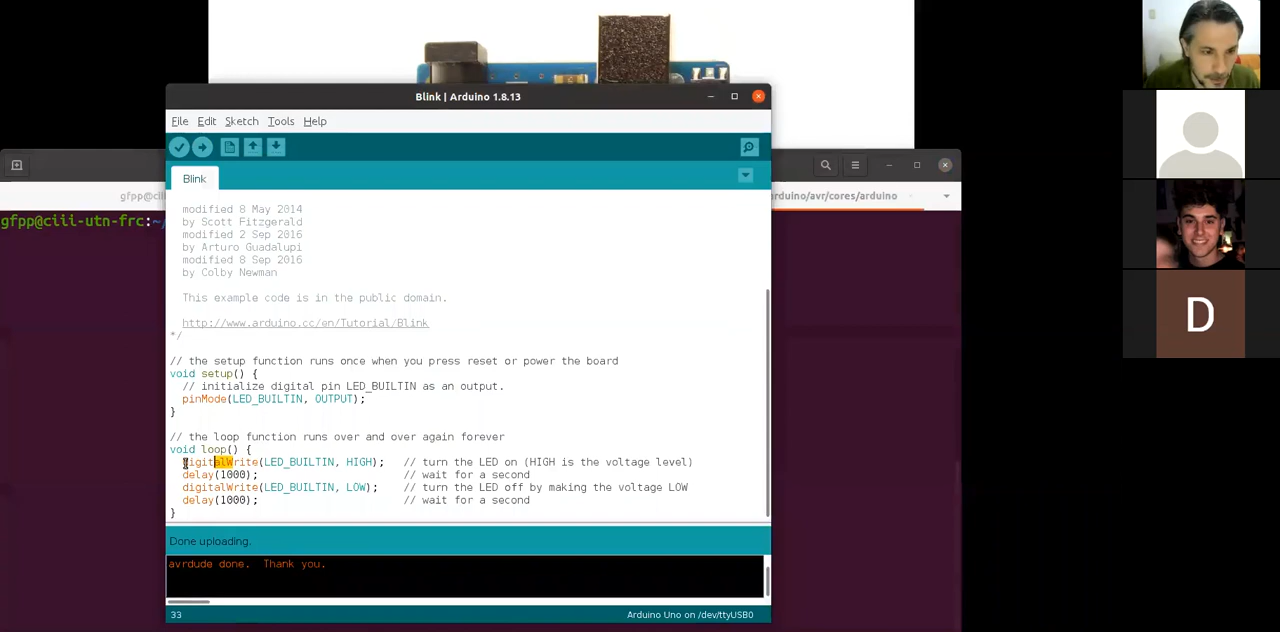 Blink | Arduino 1.8.13
File Edit Sketch Tools Help
Blink
gfpp@ciii
arduino/avr/cores/arduino
gfpp@ciii-utn-frc:~/
modified 8 May 2014
by Scott Fitzgerald
modified 2 Sep 2016
by Arturo Guadalupi
modified 8 Sep 2016
by Colby Newman
This example code is in the public domain.
http://www.arduino.cc/en/Tutorial/Blink
*/
// the setup function runs once when you press reset or power the board
void setup() {
// initialize digital pin LED_BUILTIN as an output.
pinMode(LED_BUILTIN, OUTPUT);
}
// the loop function runs over and over again forever
void loop() {
digitalWrite(LED_BUILTIN, HIGH); // turn the LED on (HIGH is the voltage level)
delay(1000); // wait for a second
digitalWrite(LED_BUILTIN, LOW); // turn the LED off by making the voltage LOW
delay(1000); // wait for a second
}
Done uploading.
avrdude done. Thank you.
33
Arduino Uno on /dev/ttyUSB0
D